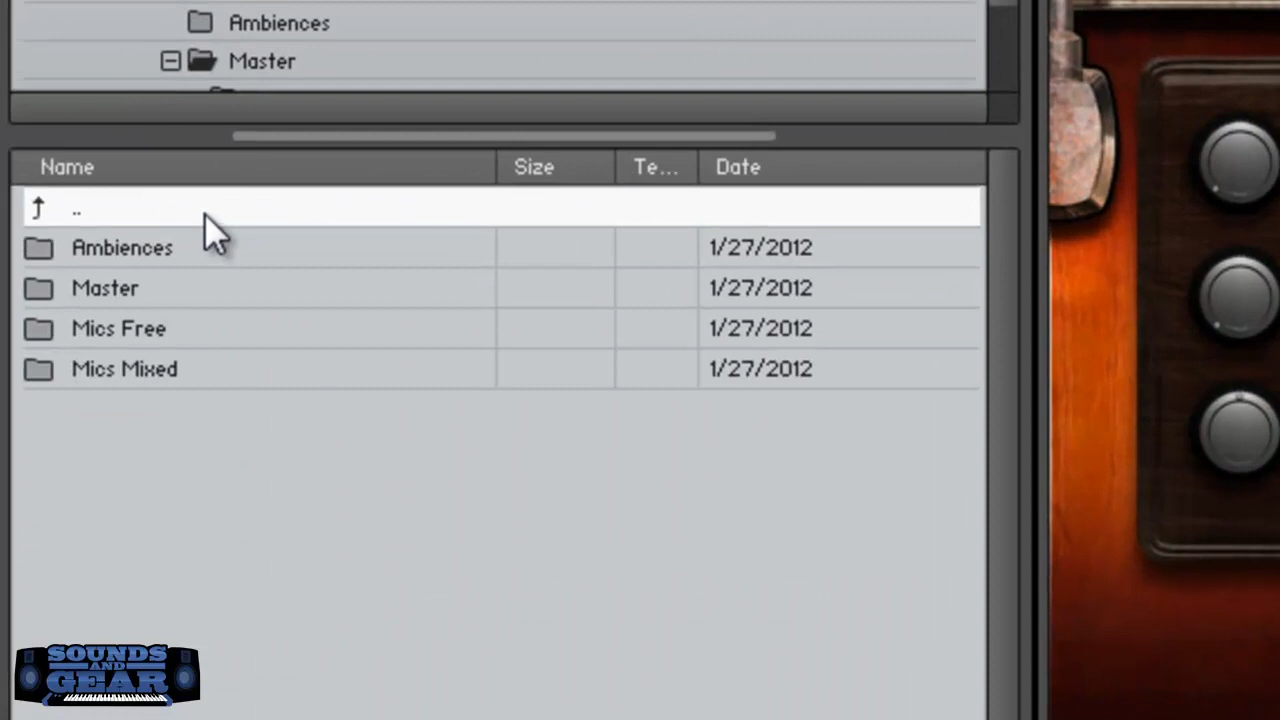 Ambiences
Master
Name Size Te... Date
..
Ambiences 1/27/2012
Master 1/27/2012
Mics Free 1/27/2012
Mics Mixed 1/27/2012
SOUNDS
AND
GEAR